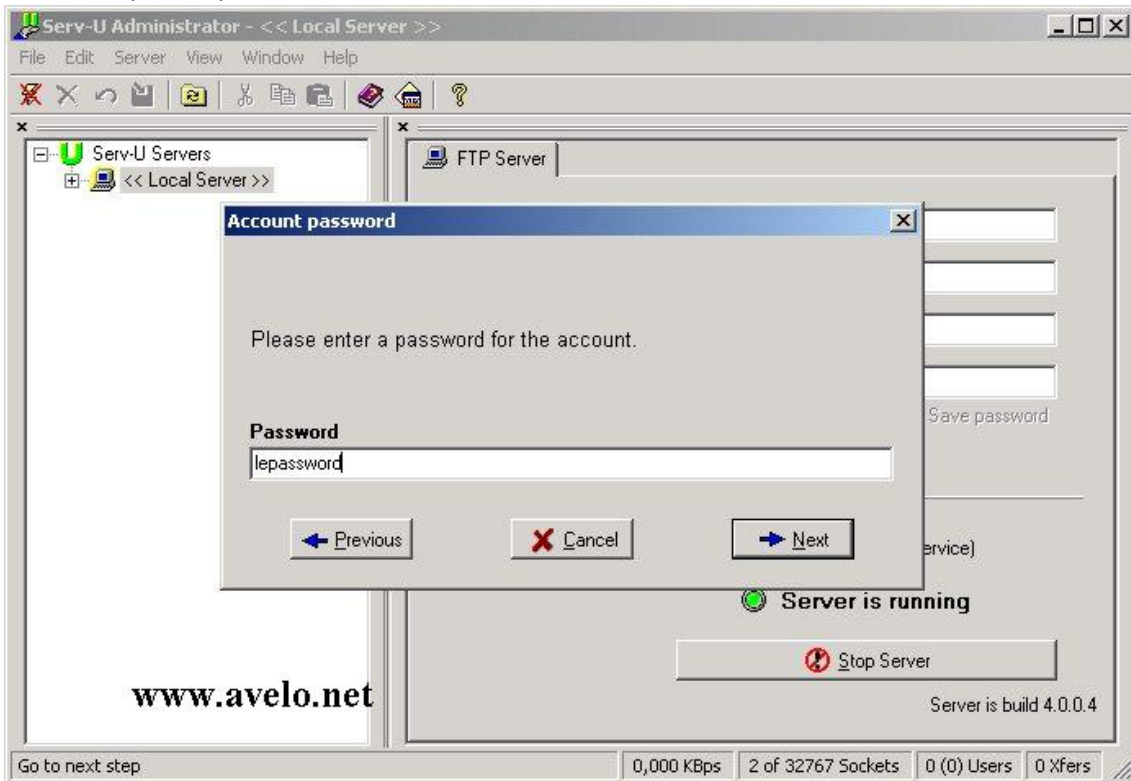 Serv-U Administrator - << Local Server >>
File Edit Server View Window Help
Serv-U Servers
<< Local Server >>
FTP Server
Account password
Please enter a password for the account.
Save password
Password
lepassword
Previous
Cancel
Next
ervice)
Server is running
Stop Server
www.avelo.net
Server is build 4.0.0.4
Go to next step
0,000 KBps
2 of 32767 Sockets
0 (0) Users
0 Xfers